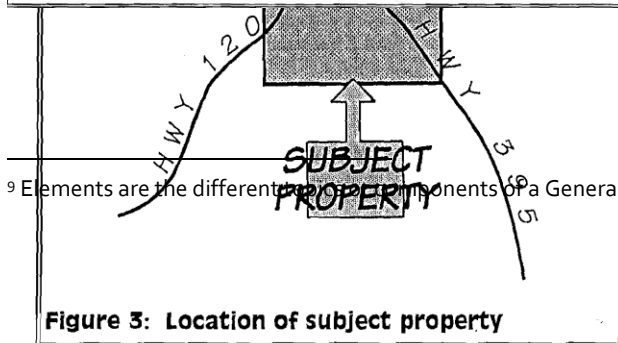 HWY 120
HWY 395
SUBJECT
PROPERTY
9 Elements are the different components of a Genera
Figure 3: Location of subject property